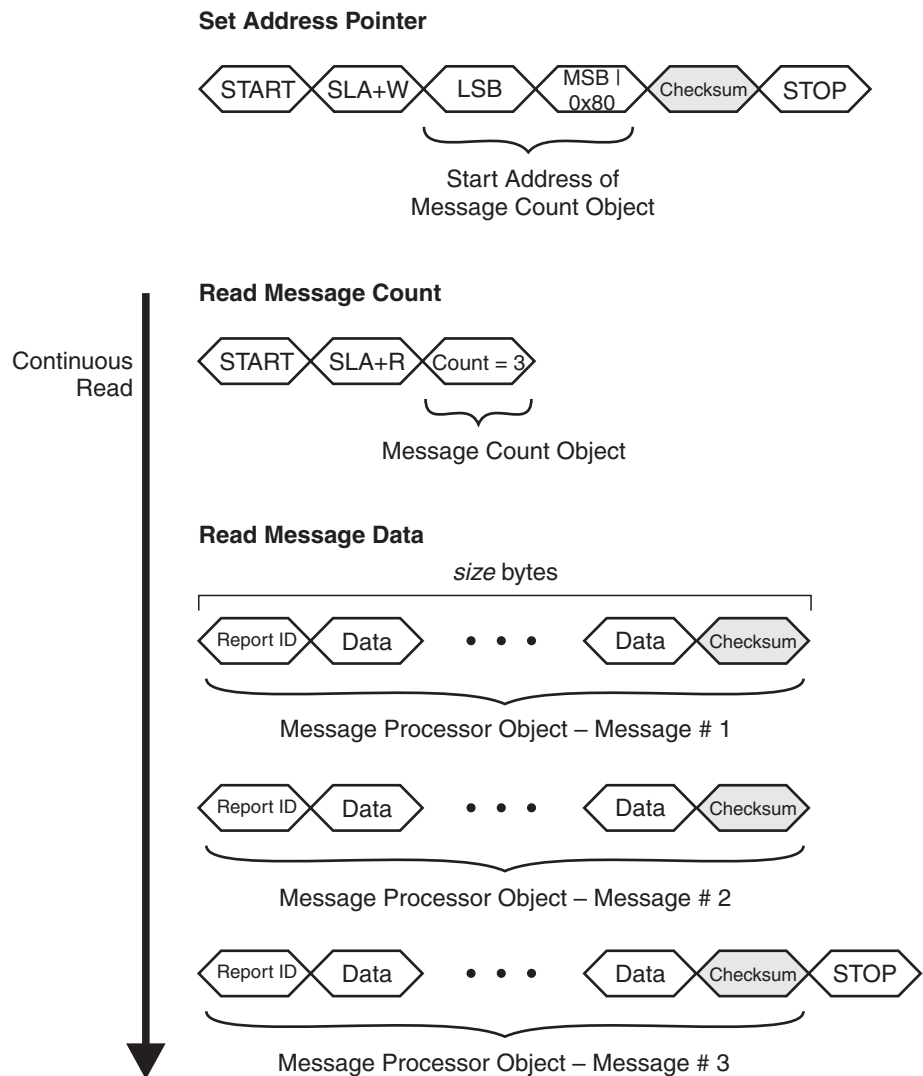 Set Address Pointer
START SLA+W LSB MSB | 0x80 Checksum STOP
Start Address of
Message Count Object
Read Message Count
Continuous
Read
START SLA+R Count = 3
Message Count Object
Read Message Data
size bytes
Report ID Data • • • Data Checksum
Message Processor Object – Message # 1
Report ID Data • • • Data Checksum
Message Processor Object – Message # 2
Report ID Data • • • Data Checksum STOP
Message Processor Object – Message # 3